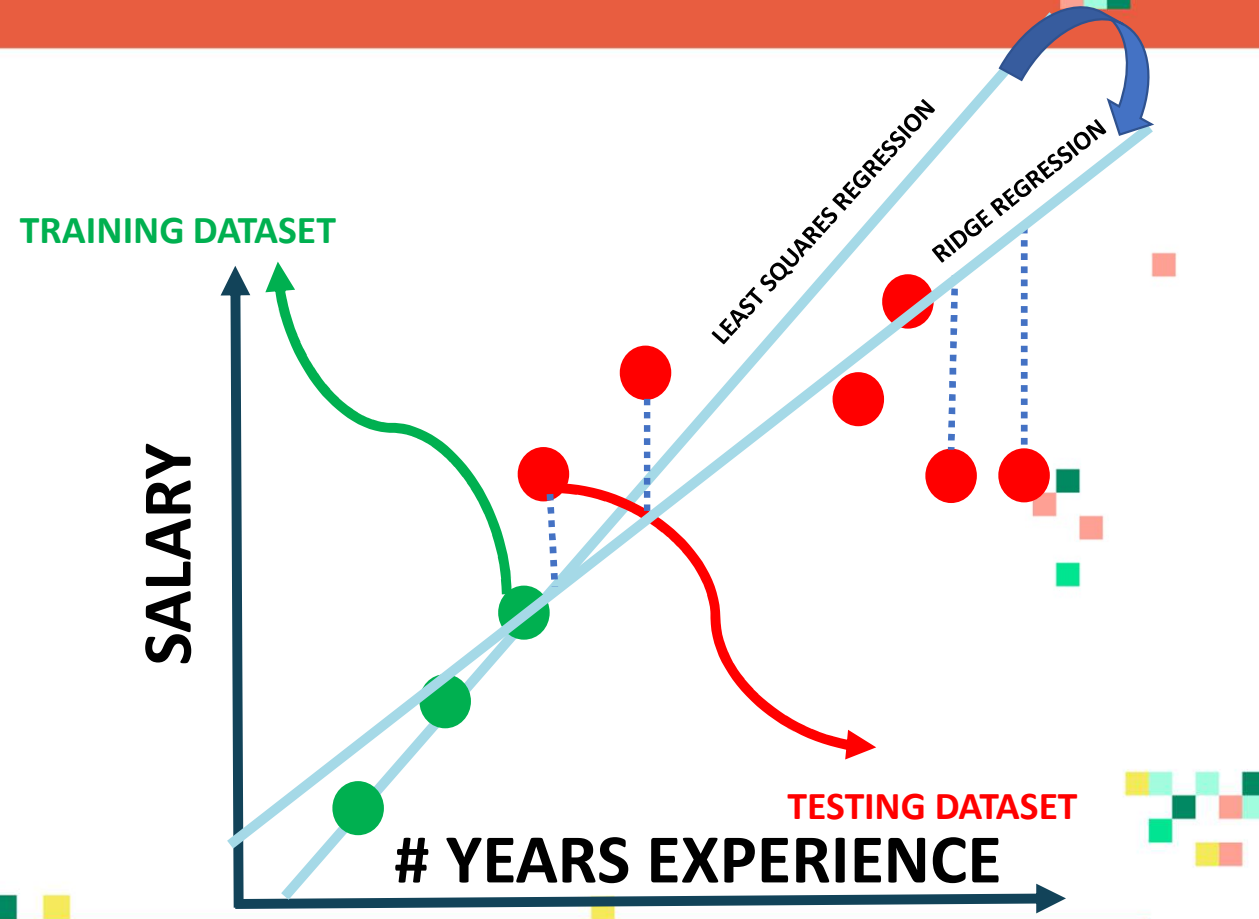 LEAST SQUARES REGRESSION
RIDGE REGRESSION
TRAINING DATASET
SALARY
TESTING DATASET
# YEARS EXPERIENCE